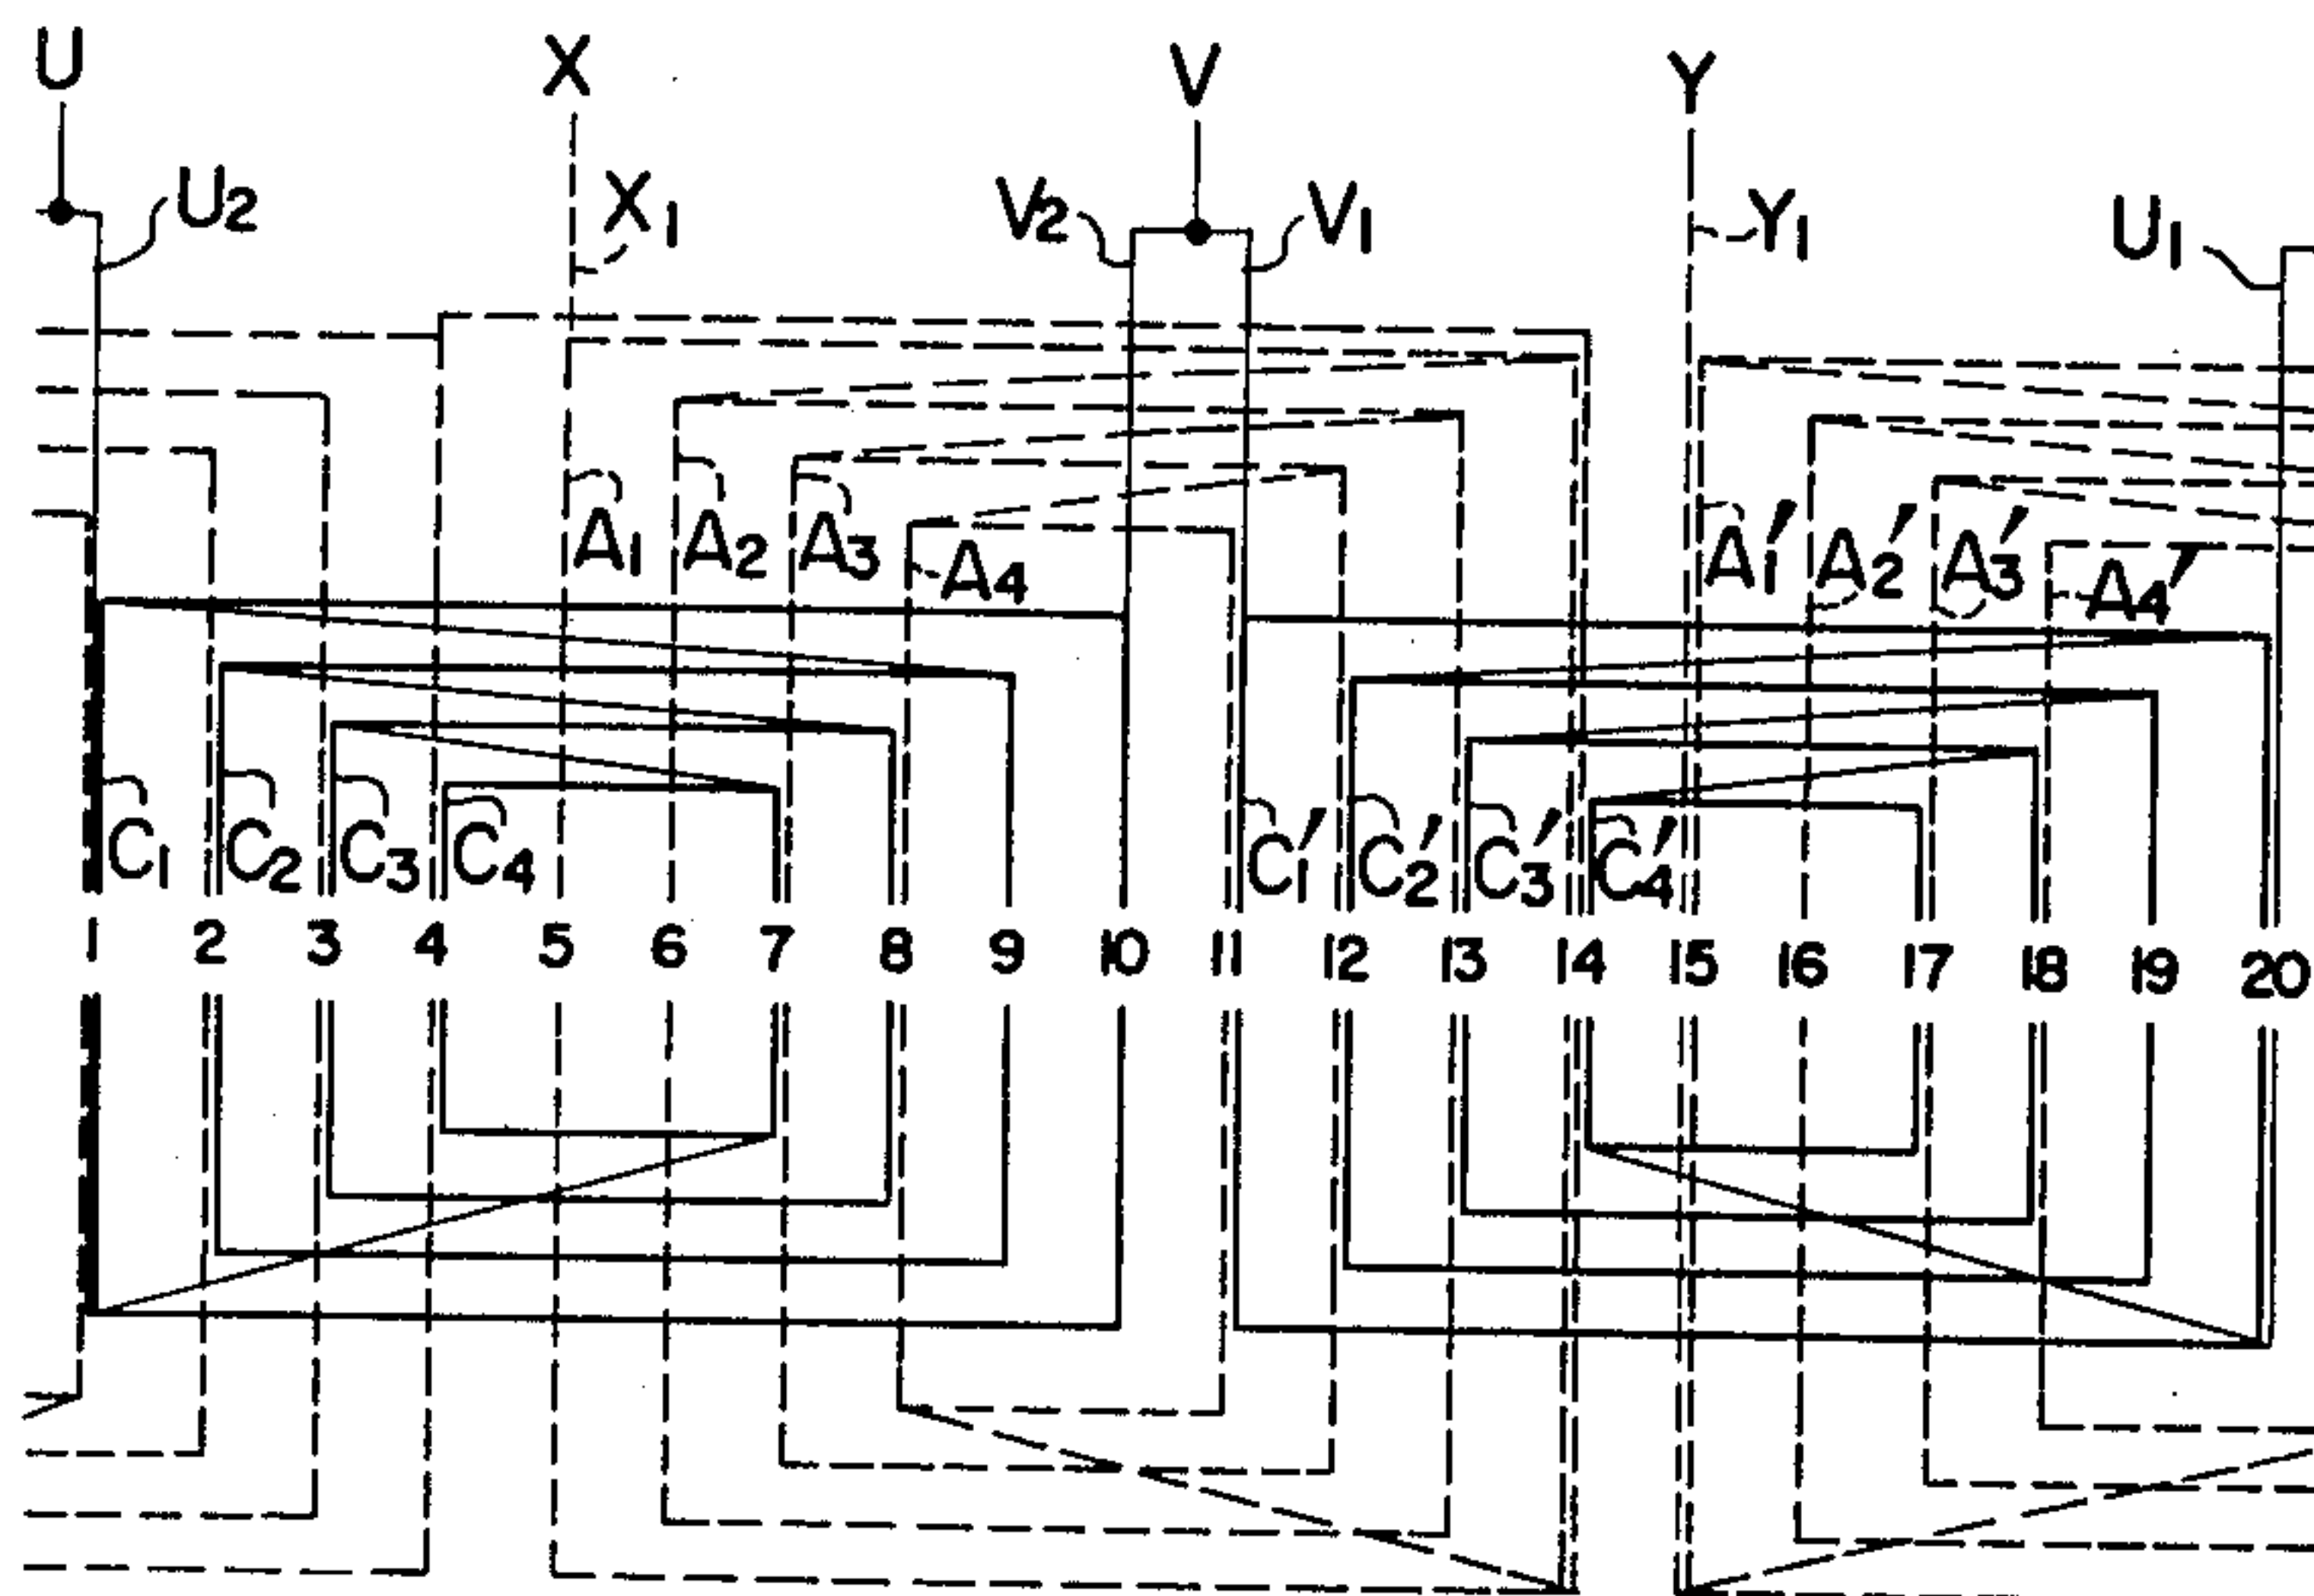 U X V Y
U2 X1 V2 V1 Y1 U1
A1 A2 A3 A4 A1' A2' A3' A4'
C1 C2 C3 C4 C1' C2' C3' C4'
1 2 3 4 5 6 7 8 9 10 11 12 13 14 15 16 17 18 19 20